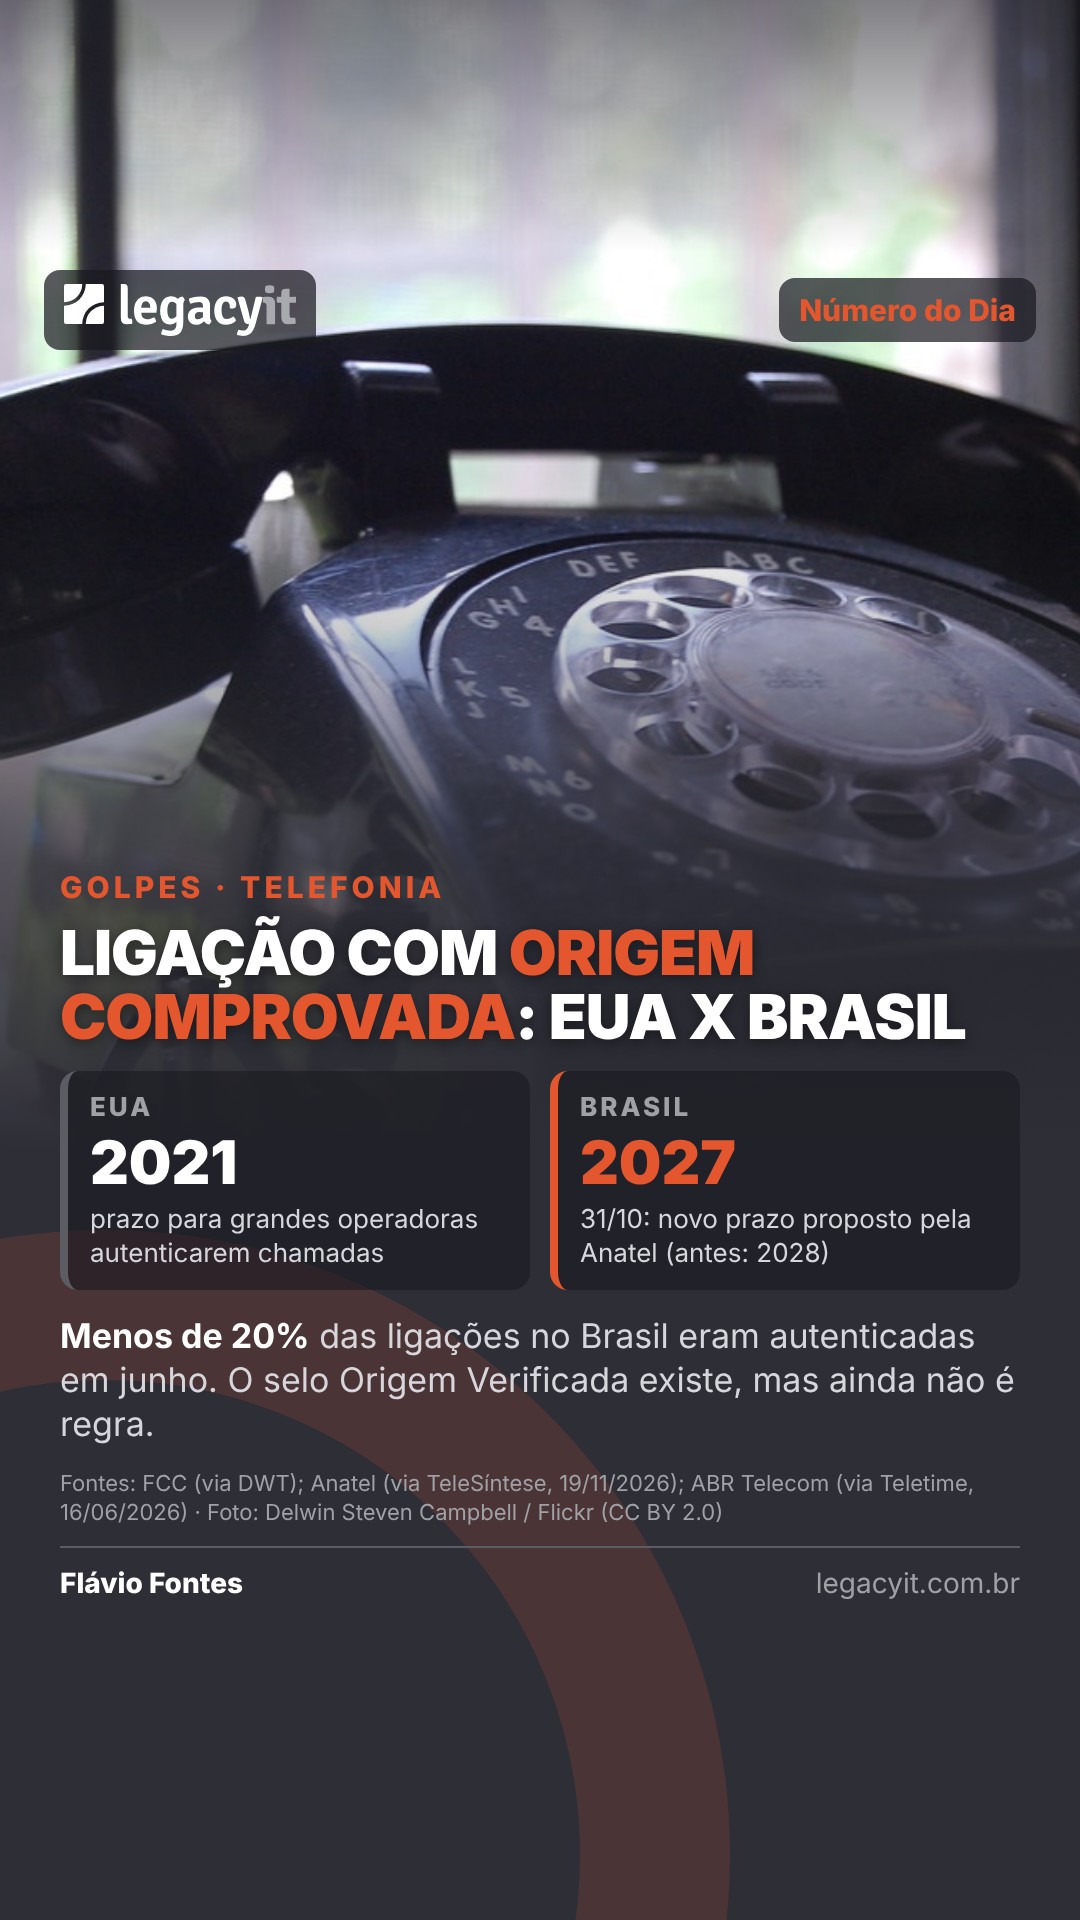 legacyit
Número do Dia
DEF
ABC
GHI
4
LKJ
5
MNO
6
GOLPES · TELEFONIA
LIGAÇÃO COM ORIGEM
COMPROVADA: EUA X BRASIL
EUA
2021
prazo para grandes operadoras
autenticarem chamadas
BRASIL
2027
31/10: novo prazo proposto pela
Anatel (antes: 2028)
Menos de 20% das ligações no Brasil eram autenticadas
em junho. O selo Origem Verificada existe, mas ainda não é
regra.
Fontes: FCC (via DWT); Anatel (via TeleSíntese, 19/11/2026); ABR Telecom (via Teletime,
16/06/2026) · Foto: Delwin Steven Campbell / Flickr (CC BY 2.0)
Flávio Fontes
legacyit.com.br